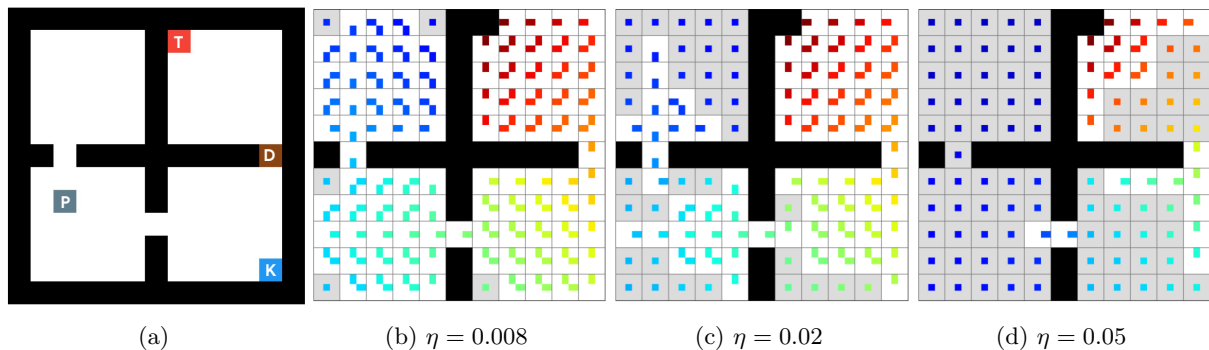 T
D
P
K
(a)
(b) η = 0.008
(c) η = 0.02
(d) η = 0.05